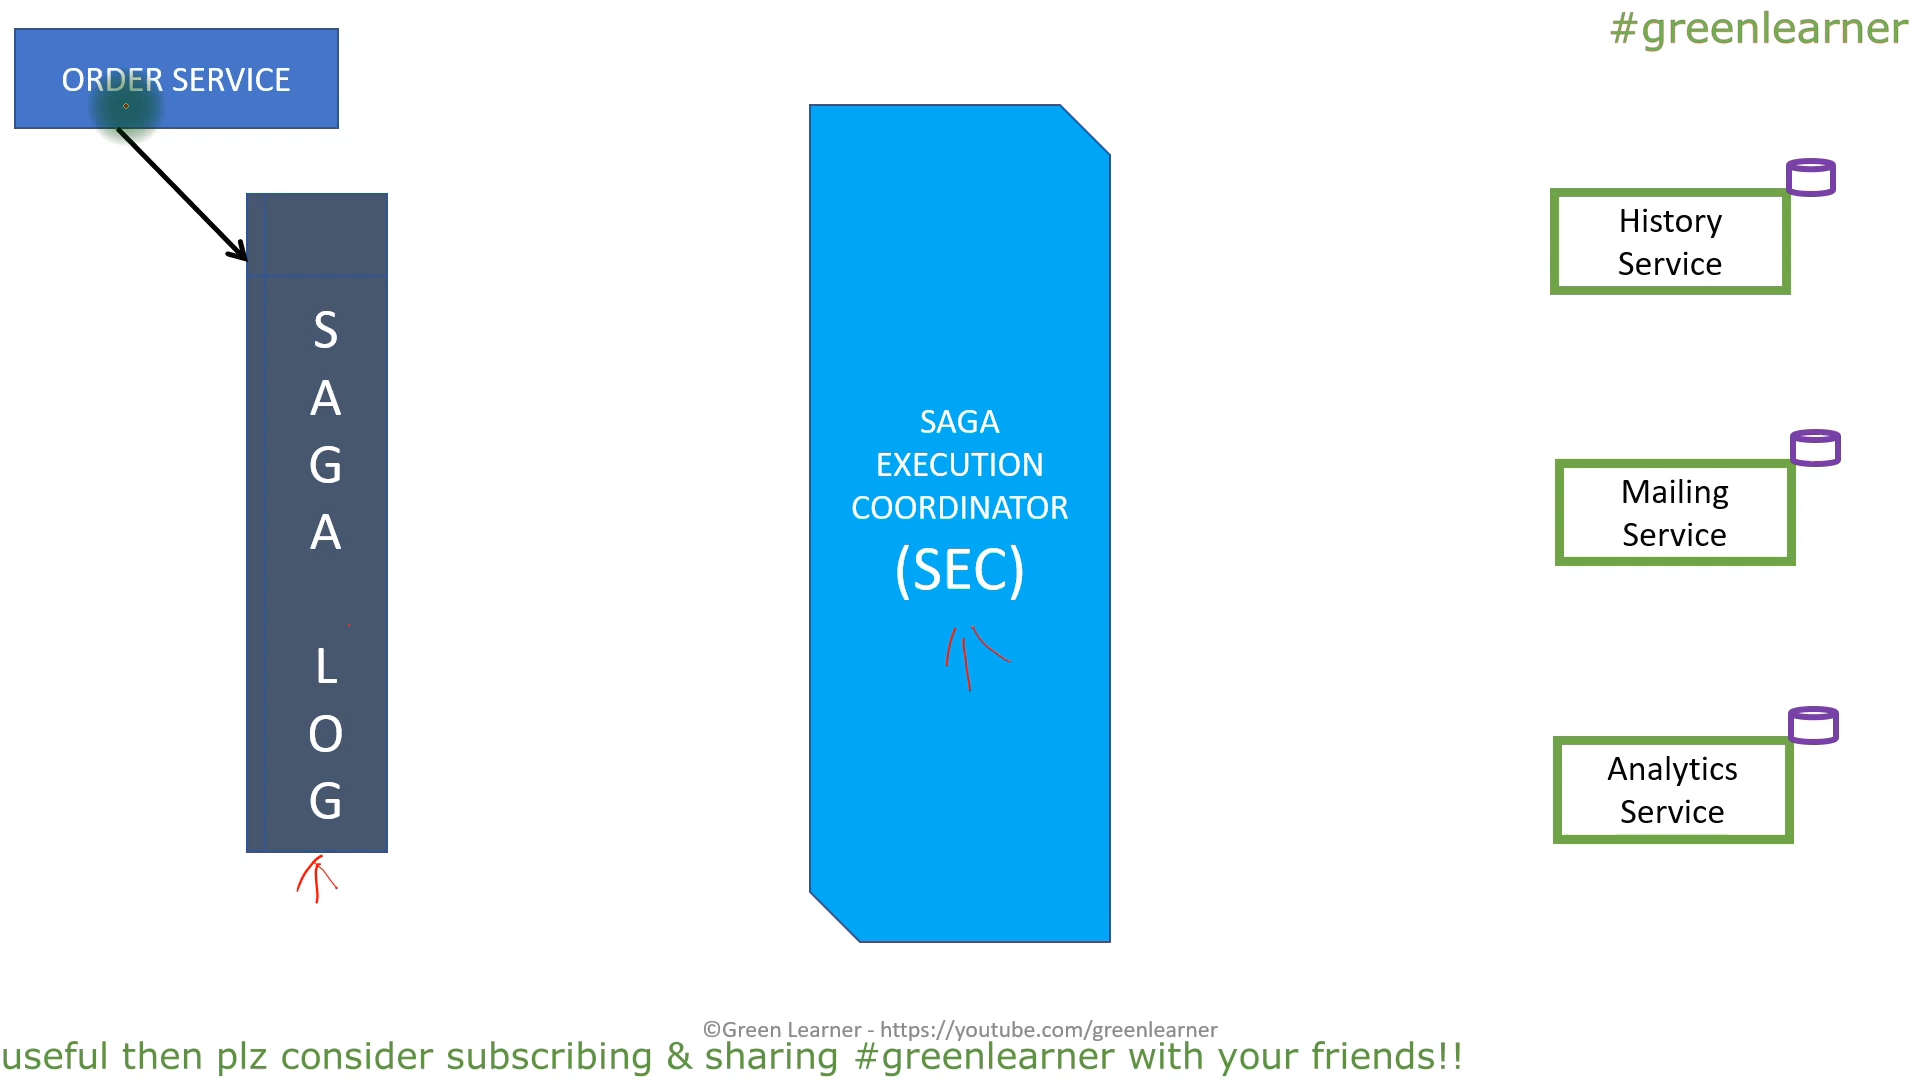 ORDER SERVICE
#greenlearner
S
A
G
A
L
O
G
SAGA
EXECUTION
COORDINATOR
(SEC)
History
Service
Mailing
Service
Analytics
Service
©Green Learner - https://youtube.com/greenlearner
useful then plz consider subscribing & sharing #greenlearner with your friends!!